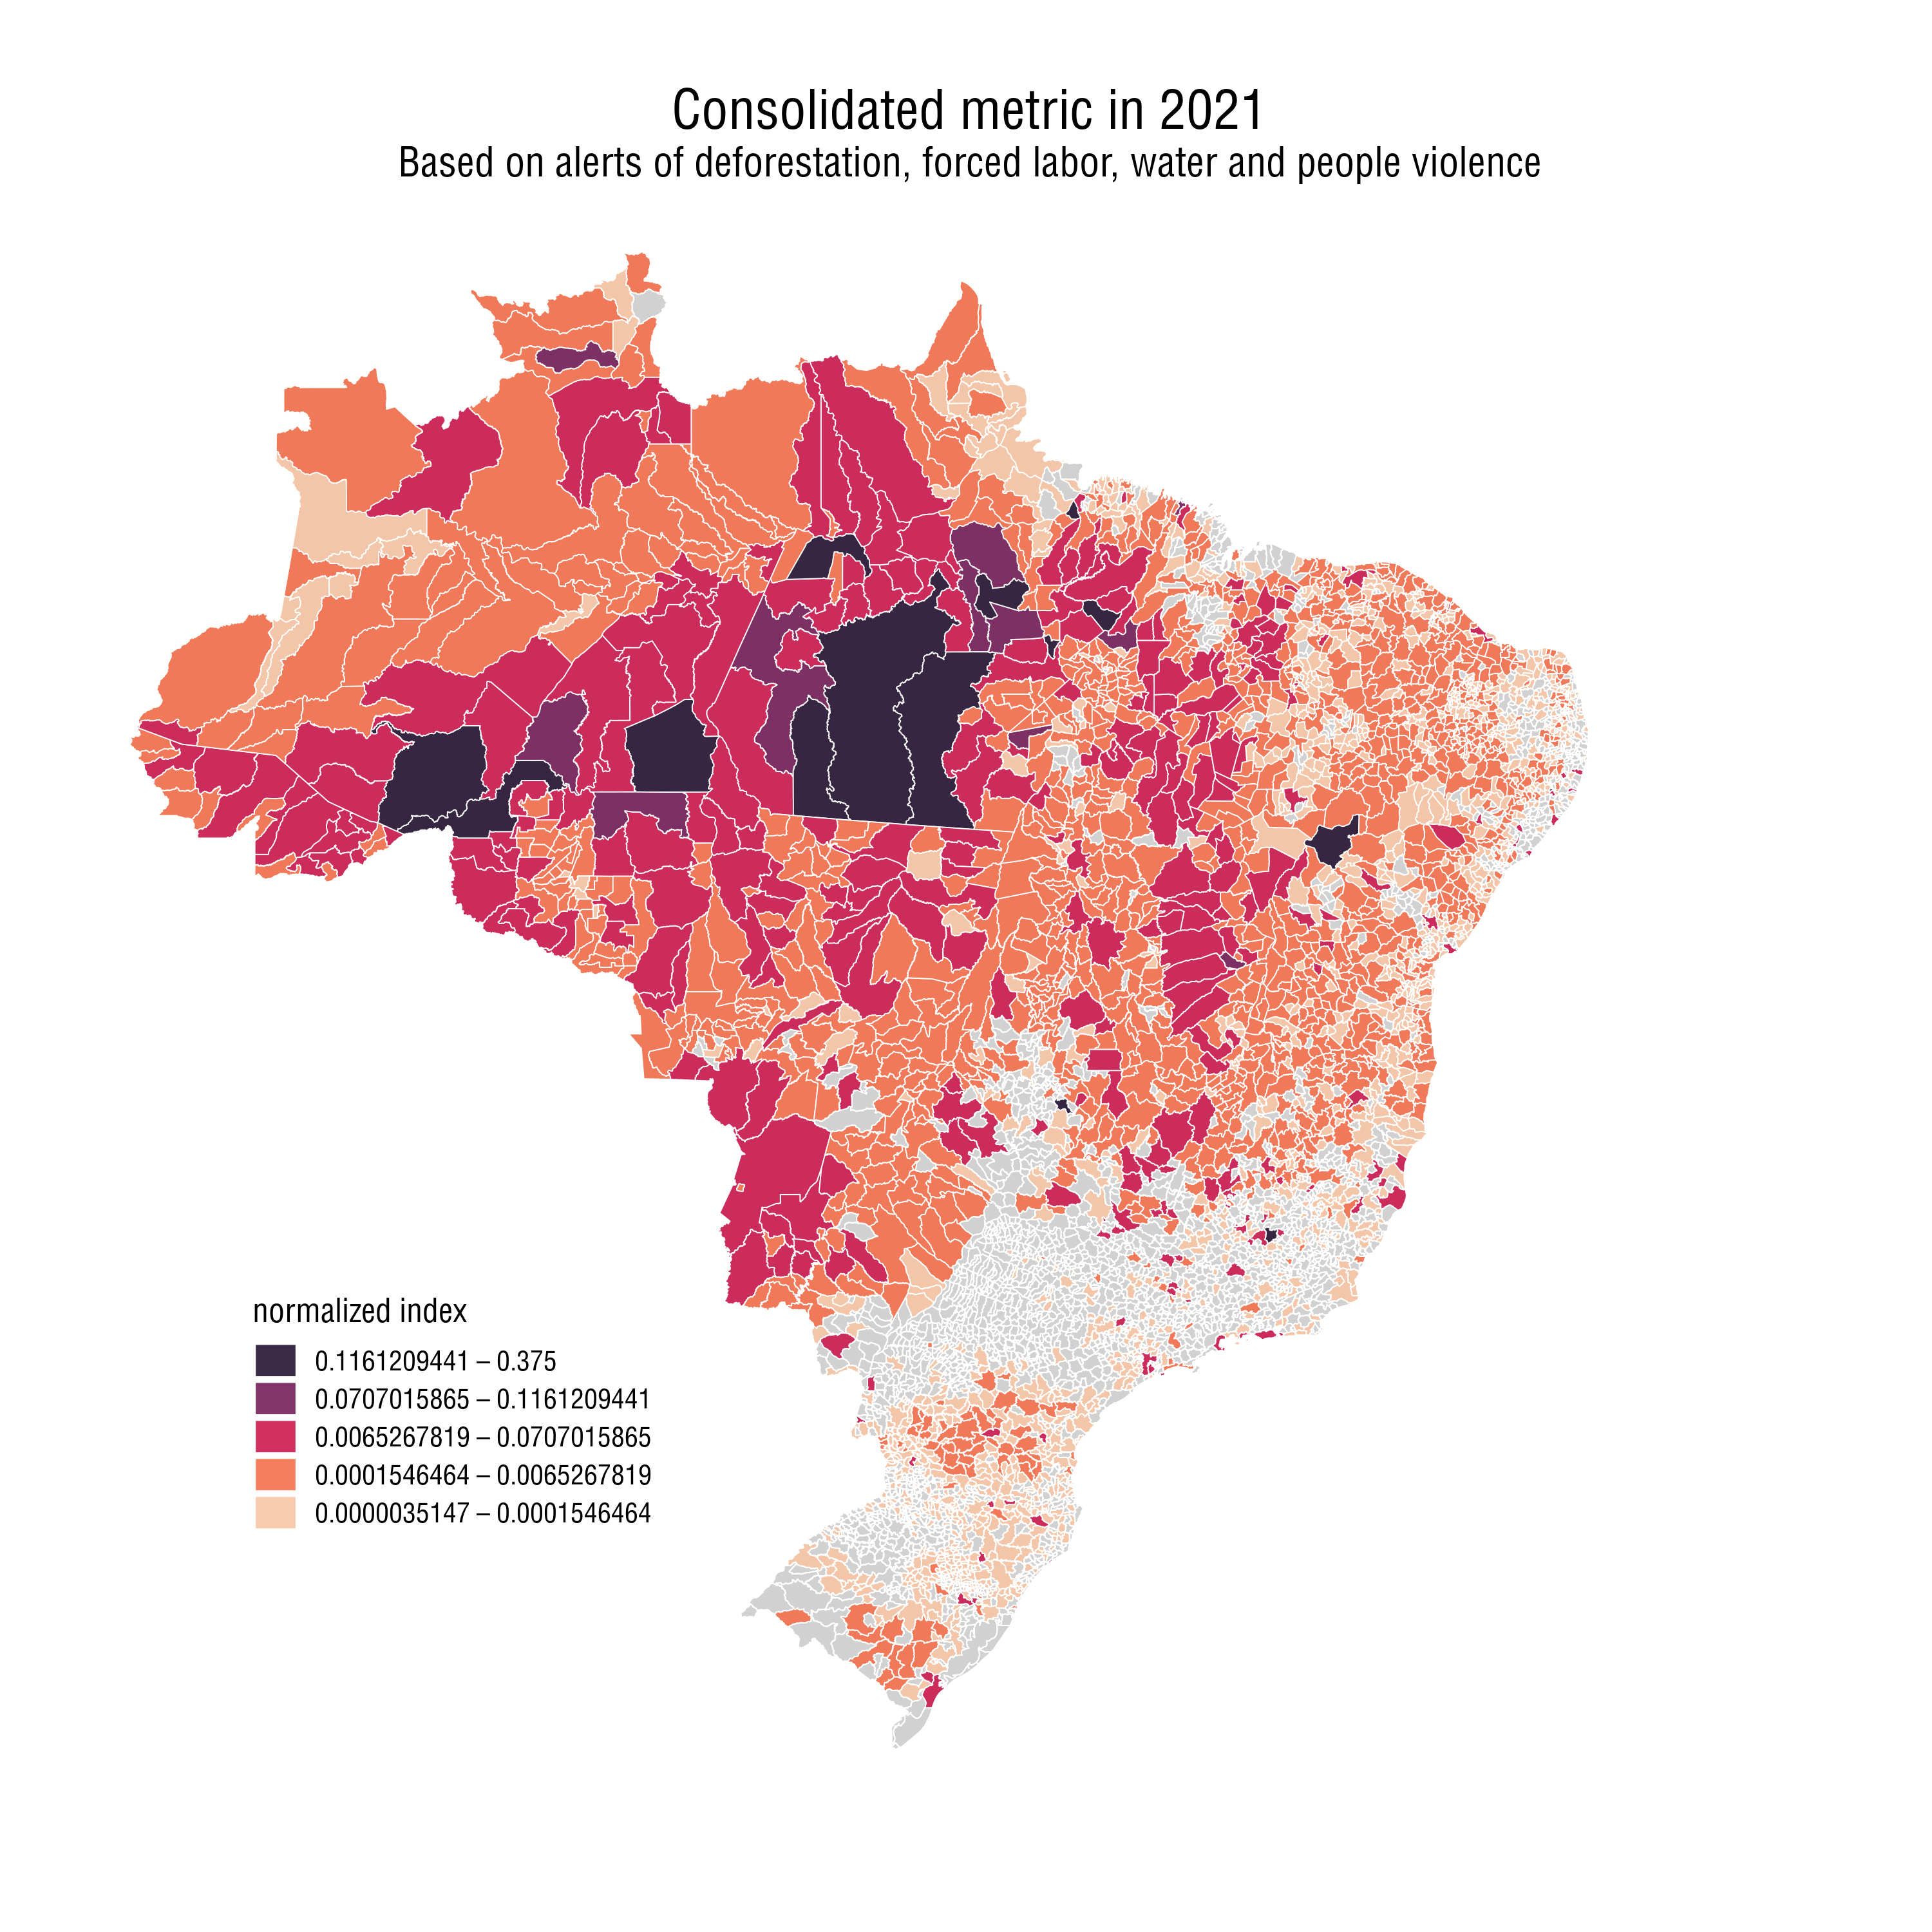 Consolidated metric in 2021
Based on alerts of deforestation, forced labor, water and people violence
normalized index
0.1161209441 – 0.375
0.0707015865 – 0.1161209441
0.0065267819 – 0.0707015865
0.0001546464 – 0.0065267819
0.0000035147 – 0.0001546464